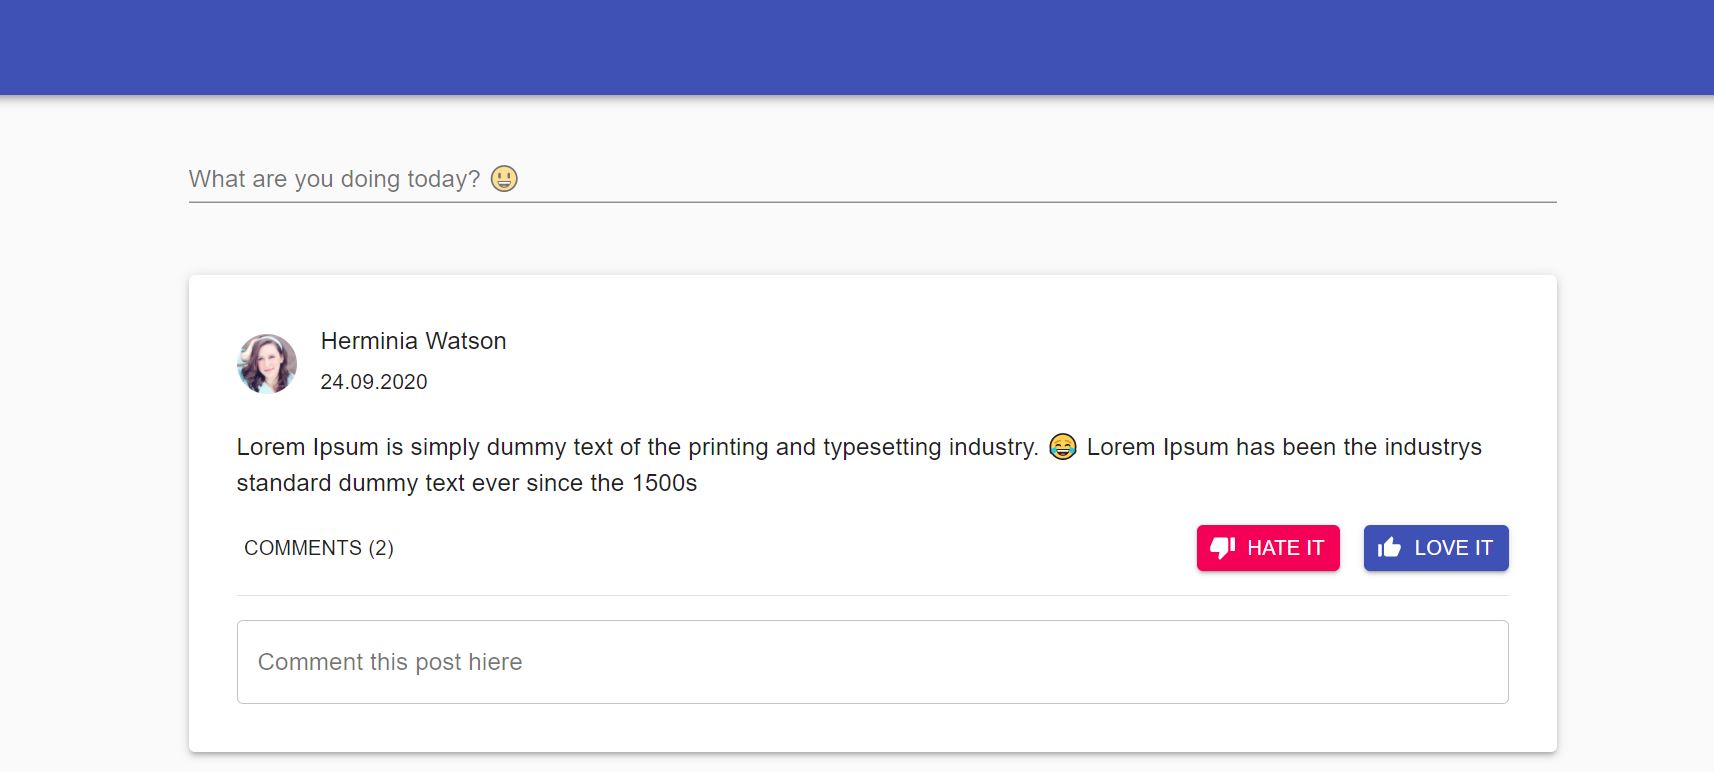 What are you doing today? 😃
Herminia Watson
24.09.2020
Lorem Ipsum is simply dummy text of the printing and typesetting industry. 😂 Lorem Ipsum has been the industrys
standard dummy text ever since the 1500s
COMMENTS (2)
HATE IT
LOVE IT
Comment this post hiere